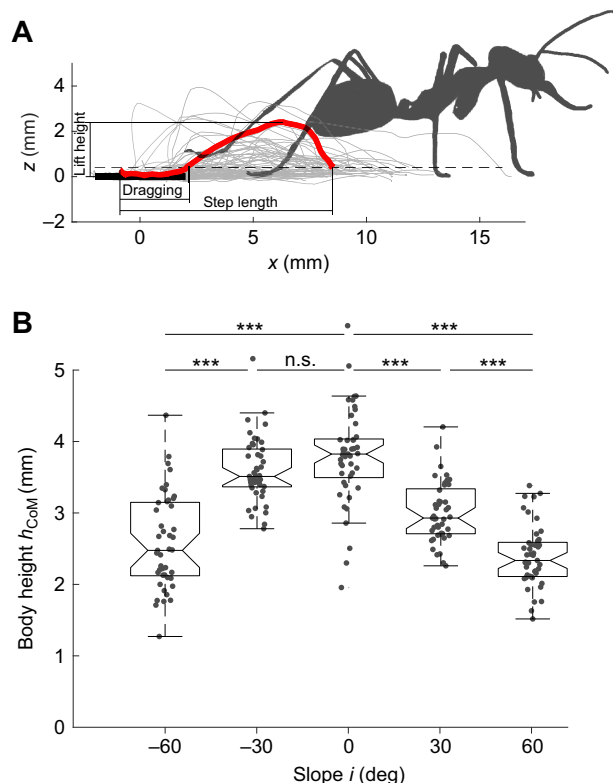 A
4
2
0
–2
z (mm)
Lift height
Dragging
Step length
0
5
10
15
x (mm)
B
***
***
***
n.s.
***
***
5
4
3
2
1
0
Body height hCoM (mm)
–60
–30
0
30
60
Slope i (deg)